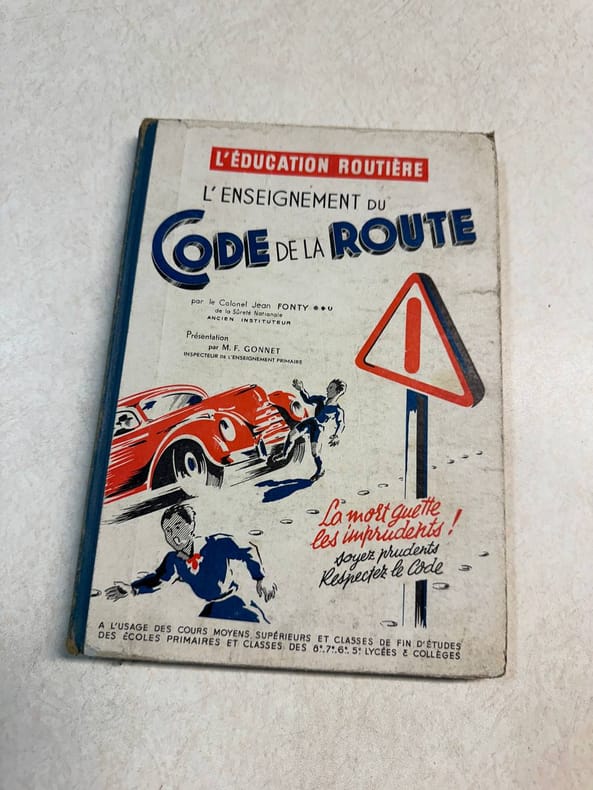 L'ÉDUCATION ROUTIÈRE
L'ENSEIGNEMENT DU
CODE DE LA ROUTE
par le Colonel Jean FONTY
de la Sûreté Nationale
ANCIEN INSTITUTEUR
Présentation
par M. F. GONNET
INSPECTEUR DE L'ENSEIGNEMENT PRIMAIRE
La mort guette
les imprudents !
soyez prudents
Respectez le Code
A L'USAGE DES COURS MOYENS, SUPÉRIEURS ET CLASSES DE FIN D'ÉTUDES
DES ÉCOLES PRIMAIRES ET CLASSES DES 8e. 7e. 6e. 5e LYCÉES & COLLÈGES